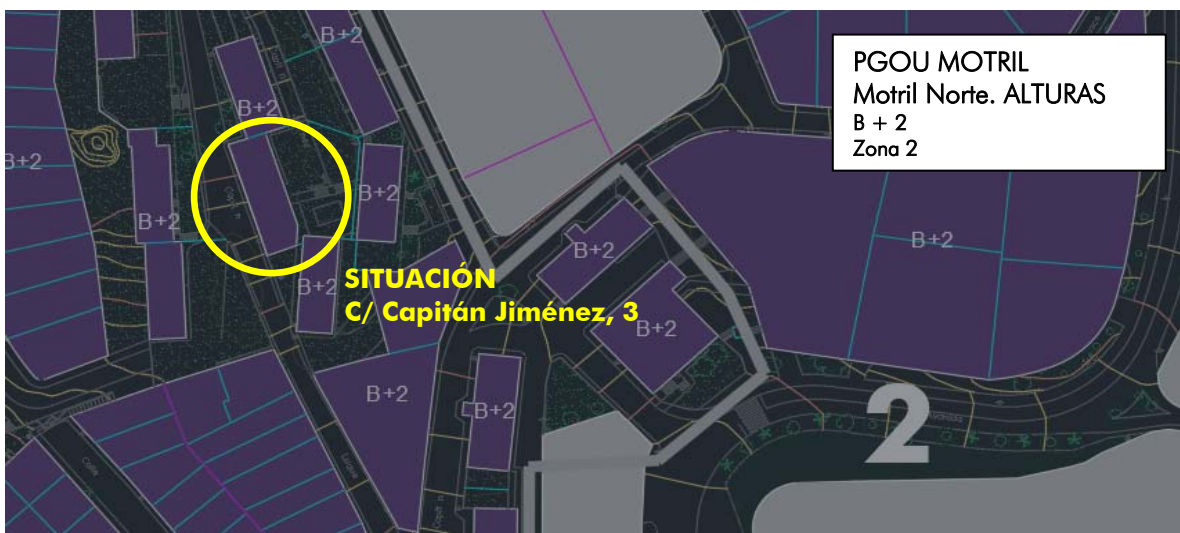 PGOU MOTRIL
Motril Norte. ALTURAS
B + 2
Zona 2
B+2
B+2
B+2
B+2
B+2
B+2
B+2
B+2
SITUACIÓN
C/ Capitán Jiménez, 3
B+2
B+2
B+2
2
Calle